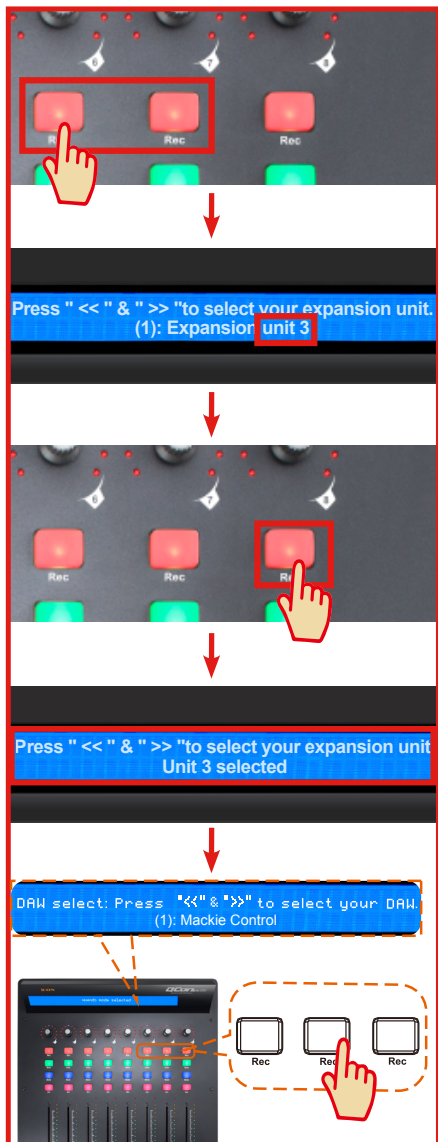 6
7
8
Rec
Rec
Rec
Press " << " & " >> "to select your expansion unit.
(1): Expansion unit 3
6
7
8
Rec
Rec
Rec
Press " << " & " >> "to select your expansion unit
Unit 3 selected
DAW select: Press "<<" & ">>" to select your DAW.
(1): Mackie Control
QCon
Rec
Rec
Rec